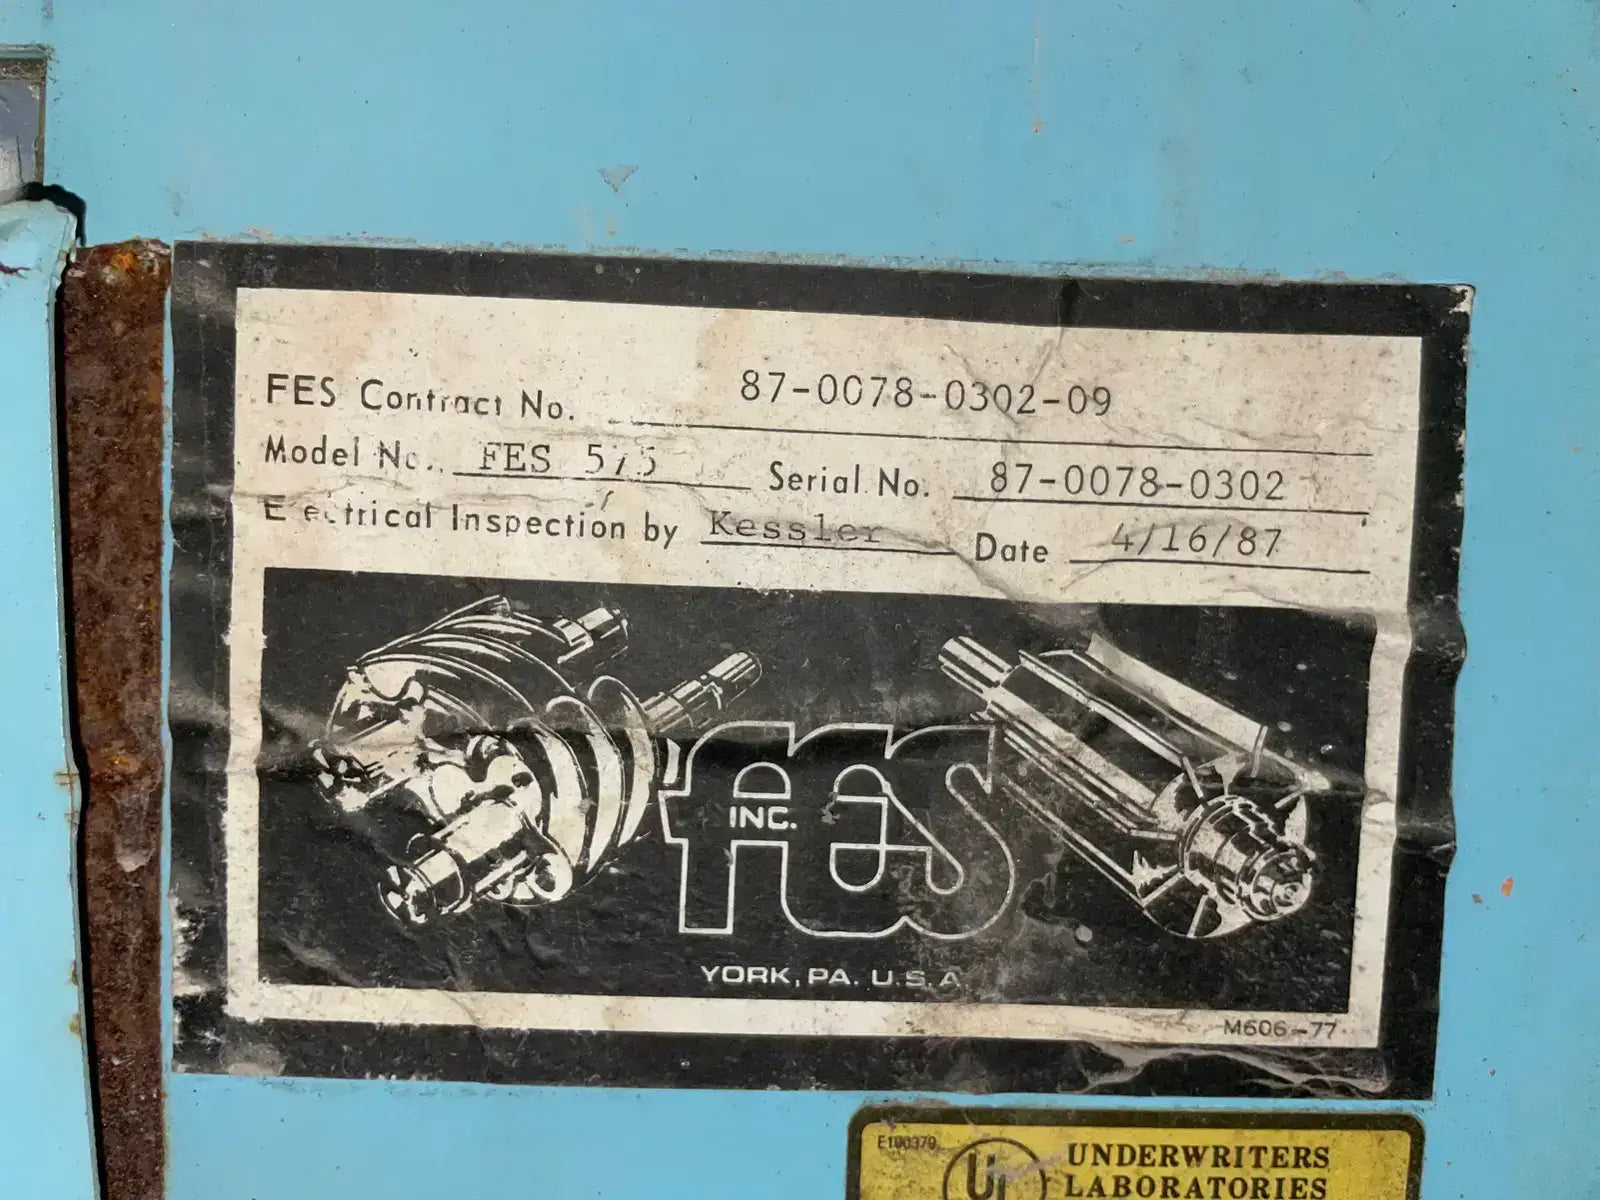 FES Contract No. 87-0078-0302-09
Model No. FES 575 Serial No. 87-0078-0302
Electrical Inspection by Kessler Date 4/16/87
FES
INC.
YORK, PA. U.S.A.
M606-77
E100370
UL
UNDERWRITERS
LABORATORIES